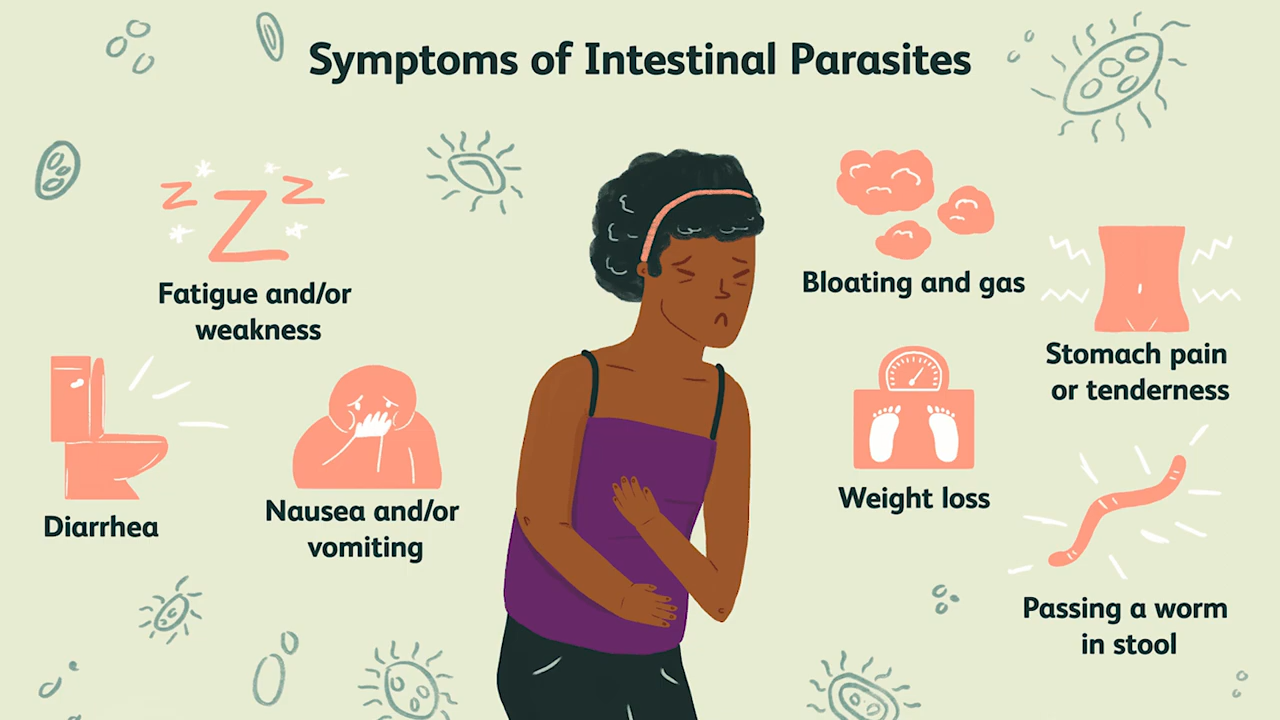 Symptoms of Intestinal Parasites
Fatigue and/or
weakness
Diarrhea
Nausea and/or
vomiting
Bloating and gas
Stomach pain
or tenderness
Weight loss
Passing a worm
in stool